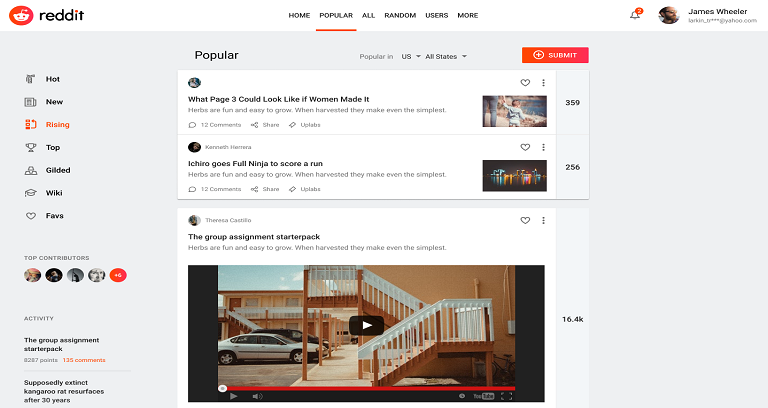 reddit
HOME POPULAR ALL RANDOM USERS MORE
2
James Wheeler
larkin_tr***@yahoo.com
Popular
Popular in US All States
SUBMIT
Hot
New
Rising
Top
Gilded
Wiki
Favs
TOP CONTRIBUTORS
+6
ACTIVITY
The group assignment
starterpack
8287 points · 135 comments
Supposedly extinct
kangaroo rat resurfaces
after 30 years
What Page 3 Could Look Like if Women Made It
Herbs are fun and easy to grow. When harvested they make even the simplest.
12 Comments Share Uplabs
359
Kenneth Herrera
Ichiro goes Full Ninja to score a run
Herbs are fun and easy to grow. When harvested they make even the simplest.
12 Comments Share Uplabs
256
Theresa Castillo
The group assignment starterpack
Herbs are fun and easy to grow. When harvested they make even the simplest.
16.4k
YouTube